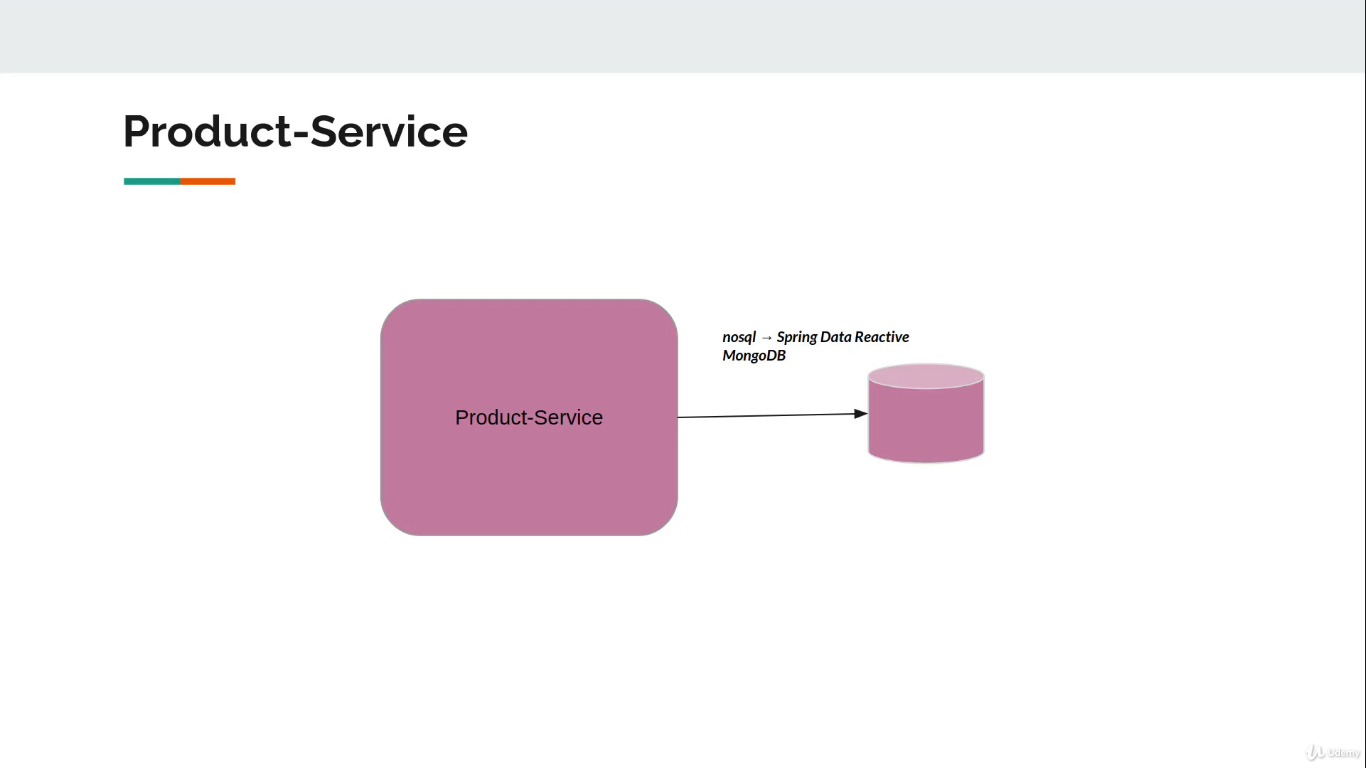 Product-Service
nosql → Spring Data Reactive
MongoDB
Product-Service
Udemy